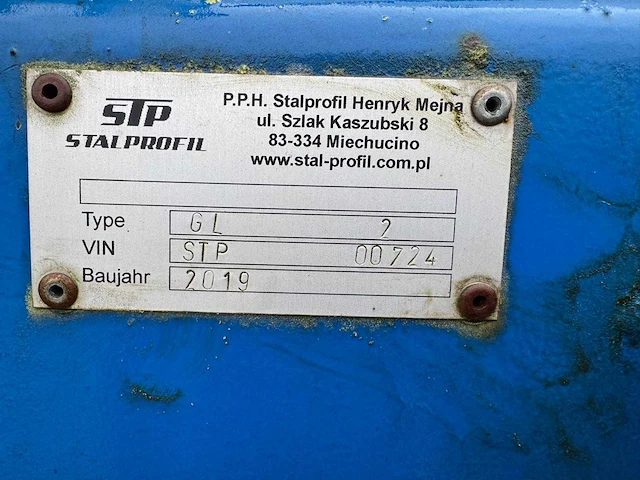 STP
STALPROFIL
P.P.H. Stalprofil Henryk Mejna
ul. Szlak Kaszubski 8
83-334 Miechucino
www.stal-profil.com.pl
Type GL 2
VIN STP 00724
Baujahr 2019